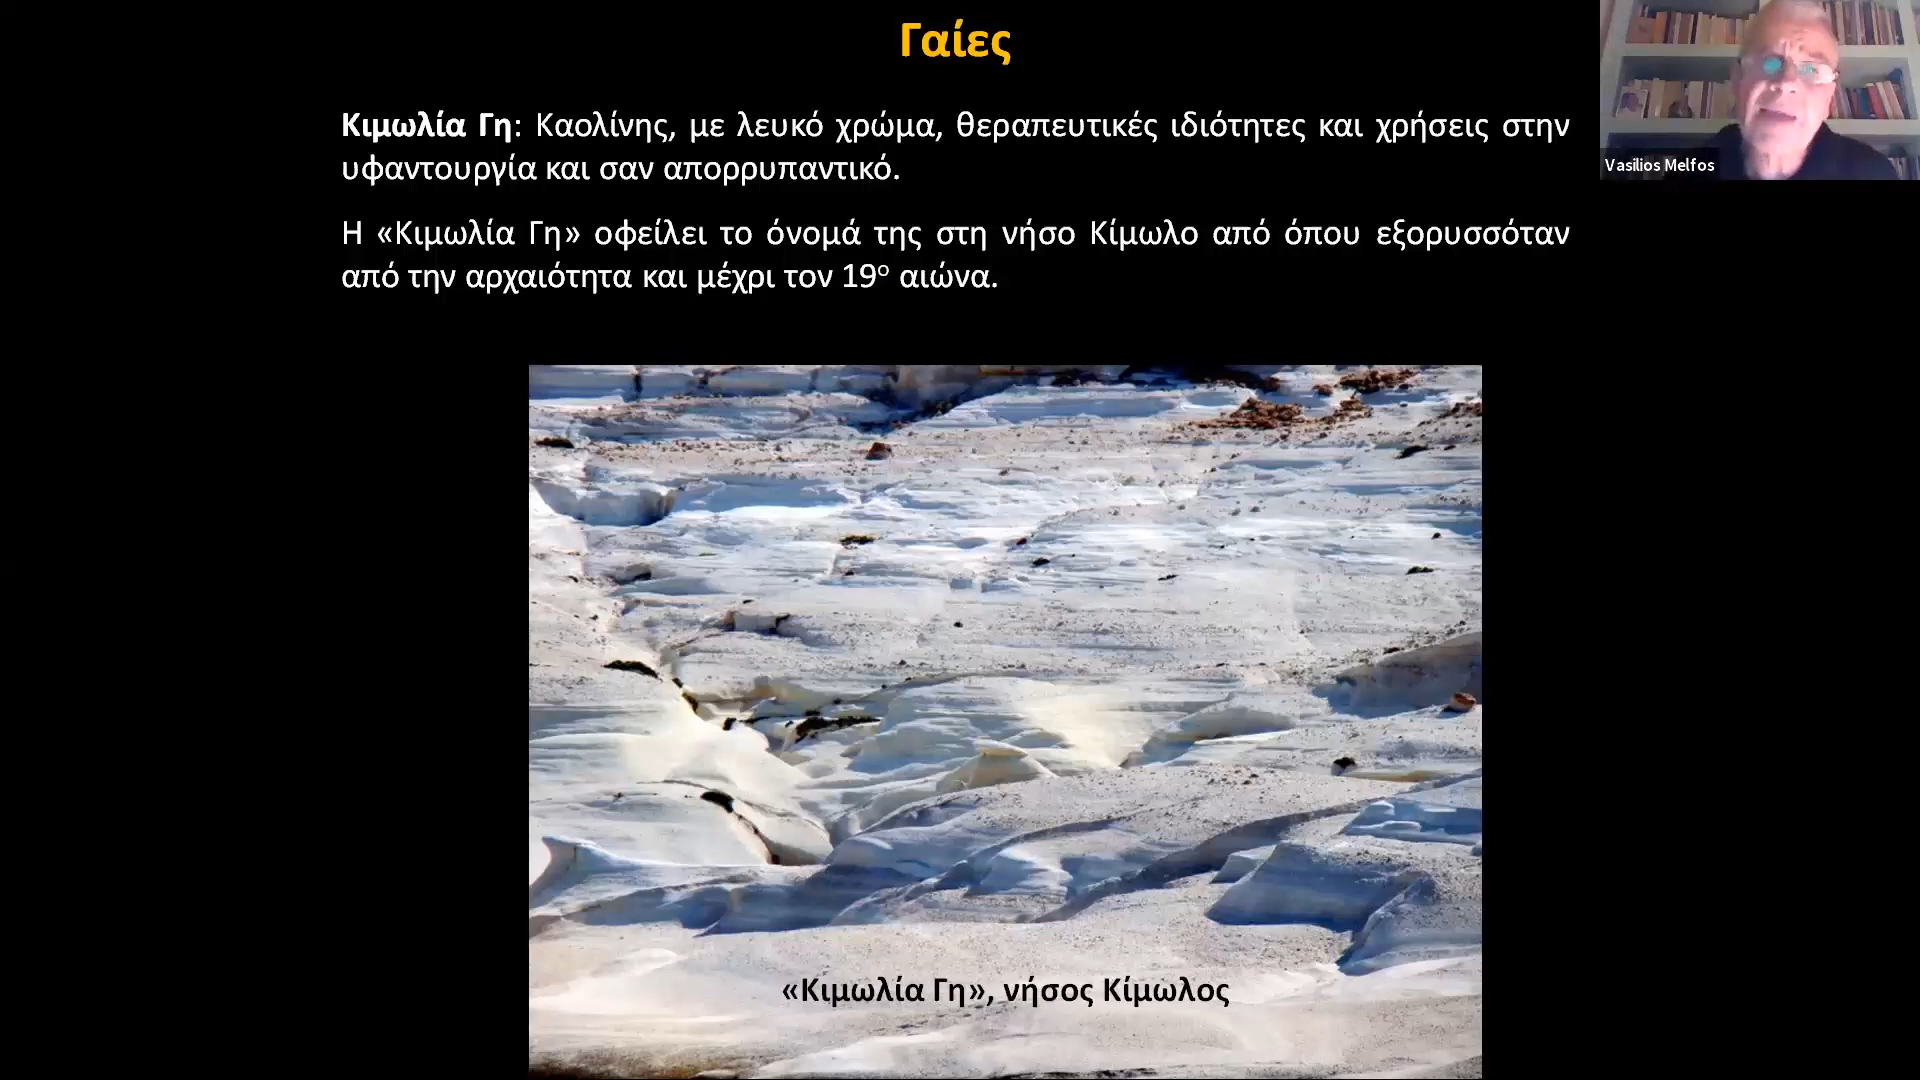 Γαίες
Κιμωλία Γη: Καολίνης, με λευκό χρώμα, θεραπευτικές ιδιότητες και χρήσεις στην
υφαντουργία και σαν απορρυπαντικό.
Η «Κιμωλία Γη» οφείλει το όνομά της στη νήσο Κίμωλο από όπου εξορυσσόταν
από την αρχαιότητα και μέχρι τον 19ο αιώνα.
«Κιμωλία Γη», νήσος Κίμωλος
Vasilios Melfos